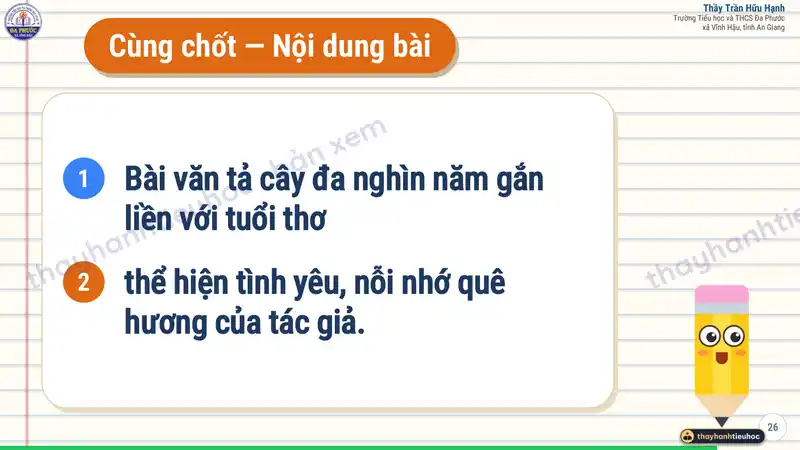 Thầy Trần Hữu Hạnh
Trường Tiểu học và THCS Đa Phước
xã Vĩnh Hậu, tỉnh An Giang
ĐA PHƯỚC
Cùng chốt — Nội dung bài
1 Bài văn tả cây đa nghìn năm gắn
liền với tuổi thơ
2 thể hiện tình yêu, nỗi nhớ quê
hương của tác giả.
thayhanhtieuhoc
26